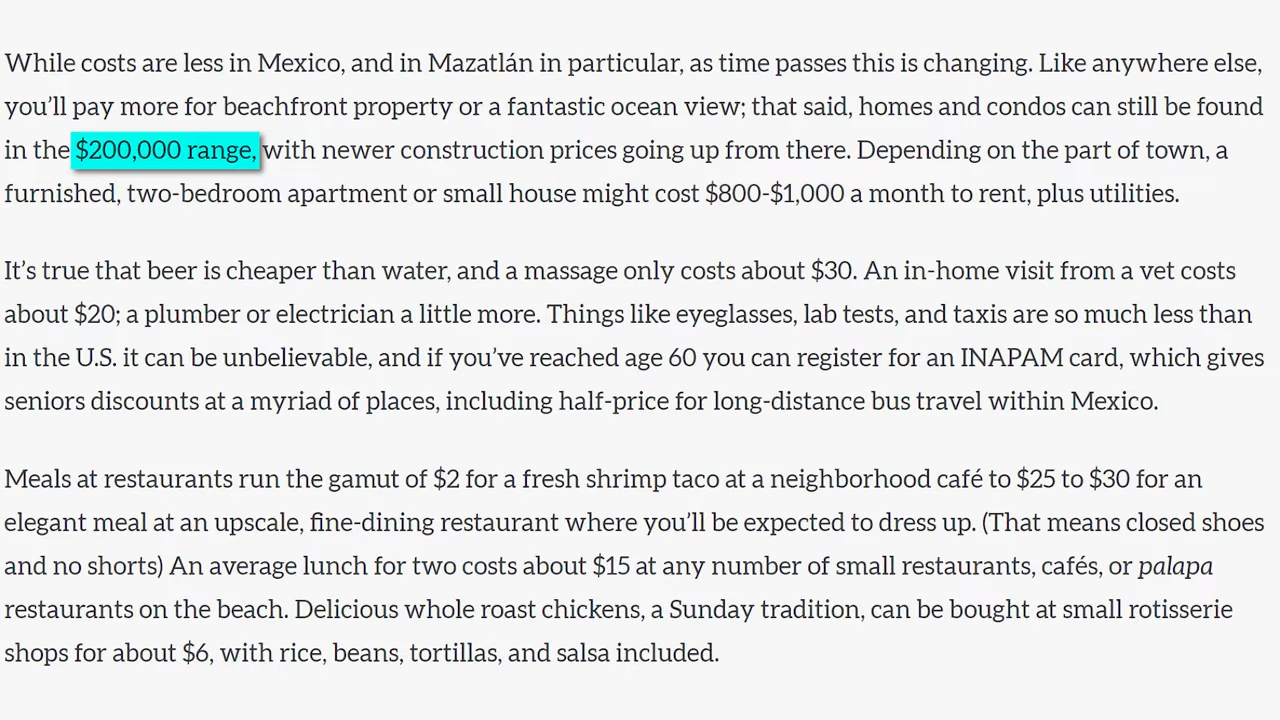 While costs are less in Mexico, and in Mazatlán in particular, as time passes this is changing. Like anywhere else,
you’ll pay more for beachfront property or a fantastic ocean view; that said, homes and condos can still be found
in the $200,000 range, with newer construction prices going up from there. Depending on the part of town, a
furnished, two-bedroom apartment or small house might cost $800-$1,000 a month to rent, plus utilities.
It’s true that beer is cheaper than water, and a massage only costs about $30. An in-home visit from a vet costs
about $20; a plumber or electrician a little more. Things like eyeglasses, lab tests, and taxis are so much less than
in the U.S. it can be unbelievable, and if you’ve reached age 60 you can register for an INAPAM card, which gives
seniors discounts at a myriad of places, including half-price for long-distance bus travel within Mexico.
Meals at restaurants run the gamut of $2 for a fresh shrimp taco at a neighborhood café to $25 to $30 for an
elegant meal at an upscale, fine-dining restaurant where you’ll be expected to dress up. (That means closed shoes
and no shorts) An average lunch for two costs about $15 at any number of small restaurants, cafés, or palapa
restaurants on the beach. Delicious whole roast chickens, a Sunday tradition, can be bought at small rotisserie
shops for about $6, with rice, beans, tortillas, and salsa included.